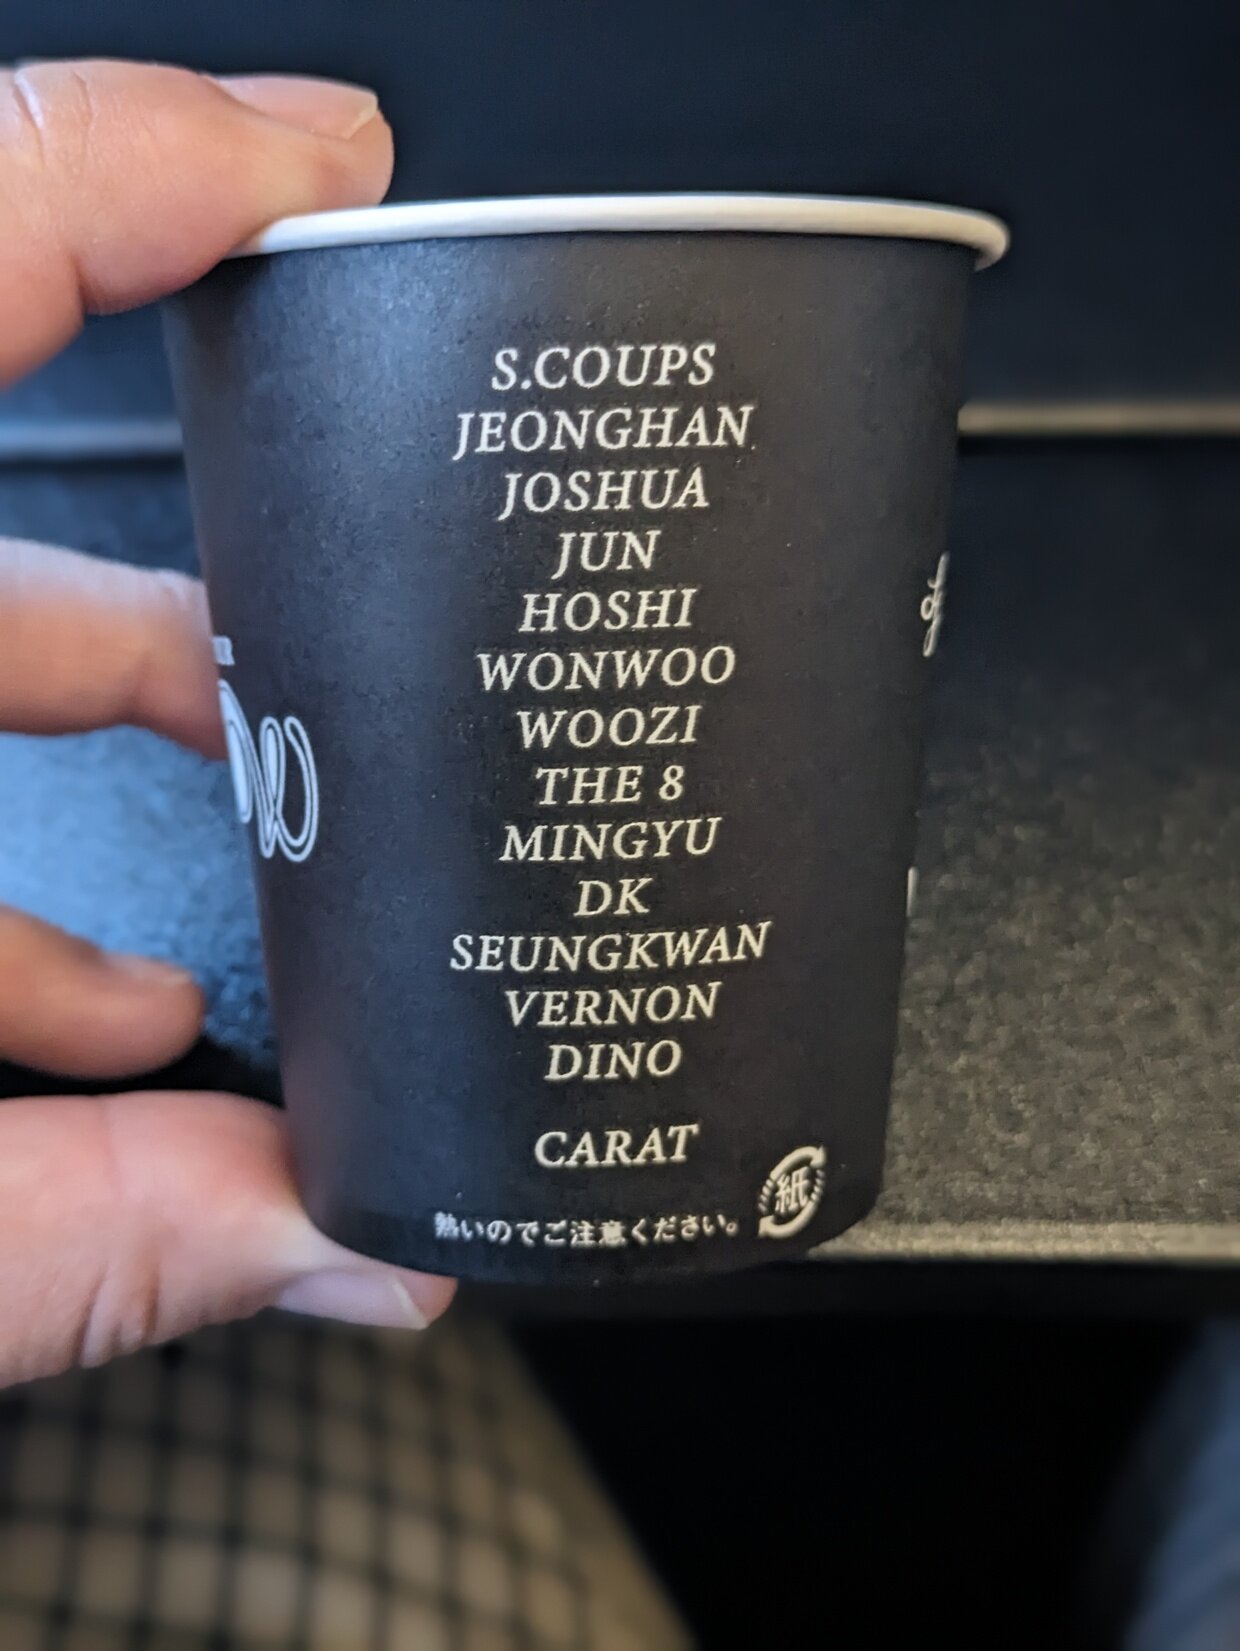 S.COUPS
JEONGHAN
JOSHUA
JUN
HOSHI
WONWOO
WOOZI
THE 8
MINGYU
DK
SEUNGKWAN
VERNON
DINO
CARAT
熱いのでご注意ください。
紙